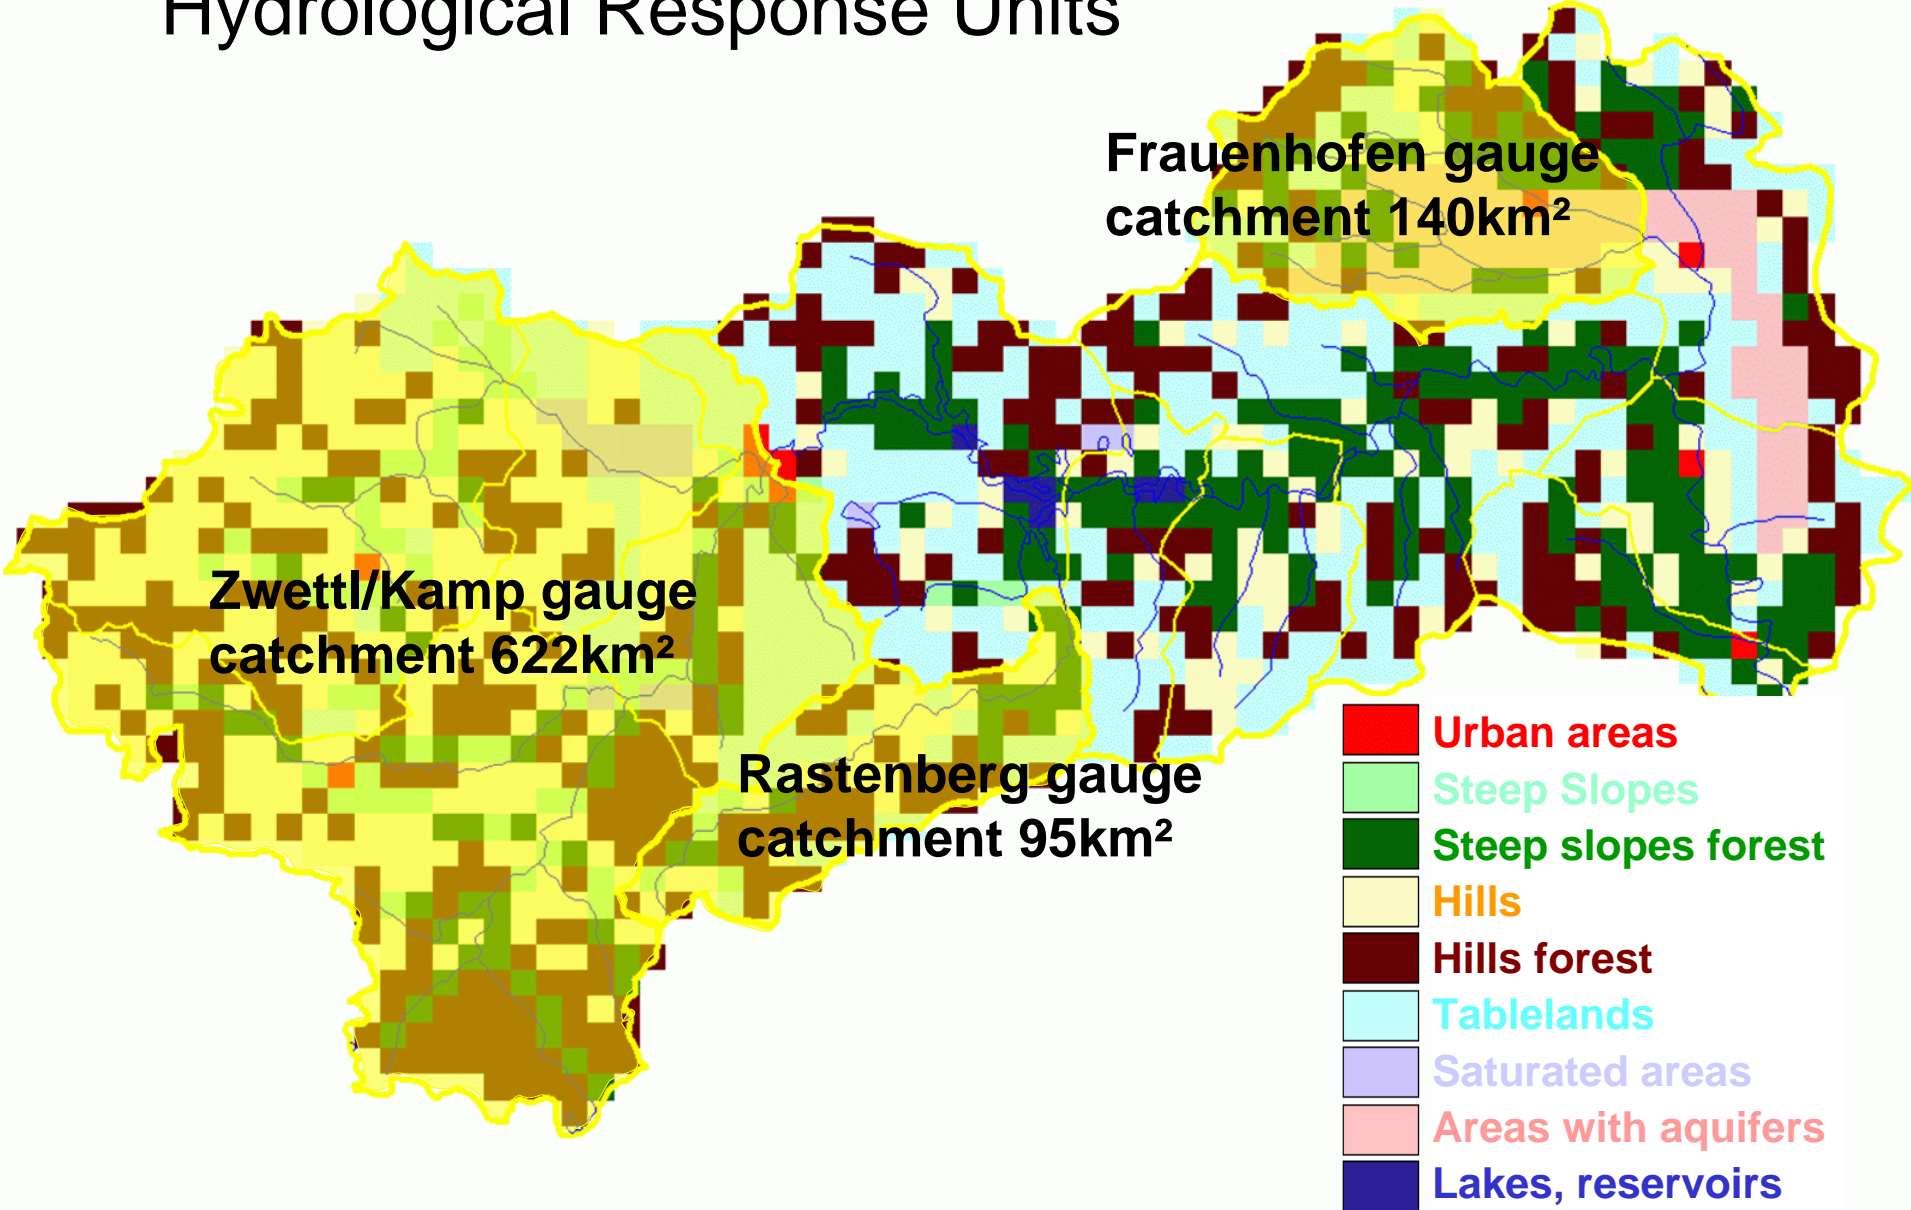 Hydrological Response Units
Frauenhofen gauge
catchment 140km²
Zwettl/Kamp gauge
catchment 622km²
Rastenberg gauge
catchment 95km²
Urban areas
Steep Slopes
Steep slopes forest
Hills
Hills forest
Tablelands
Saturated areas
Areas with aquifers
Lakes, reservoirs